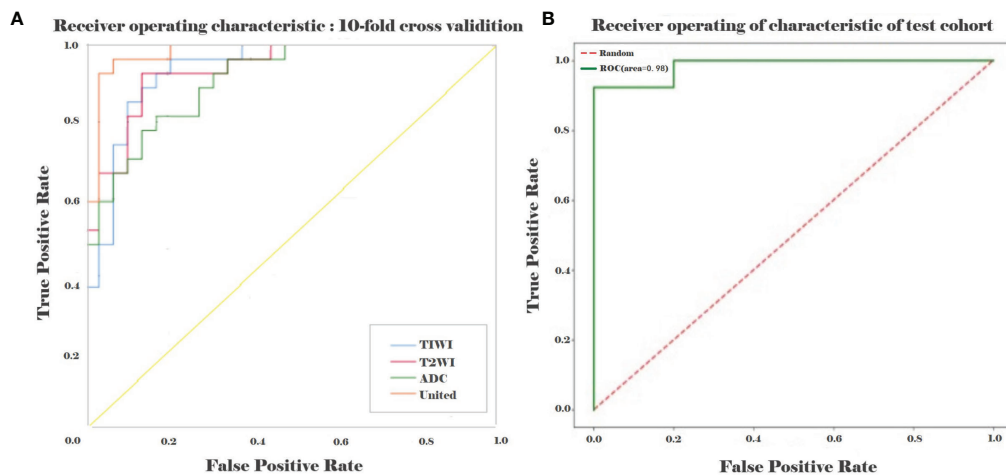 A
Receiver operating characteristic : 10-fold cross validition
1.0
0.8
0.6
0.4
0.2
0.0
0.2
0.4
0.6
0.8
1.0
True Positive Rate
False Positive Rate
T1WI
T2WI
ADC
United
B
Receiver operating of characteristic of test cohort
Random
ROC(area=0.98)
1.0
0.8
0.6
0.4
0.2
0.0
0.0
0.2
0.4
0.6
0.8
1.0
True Positive Rate
False Positive Rate